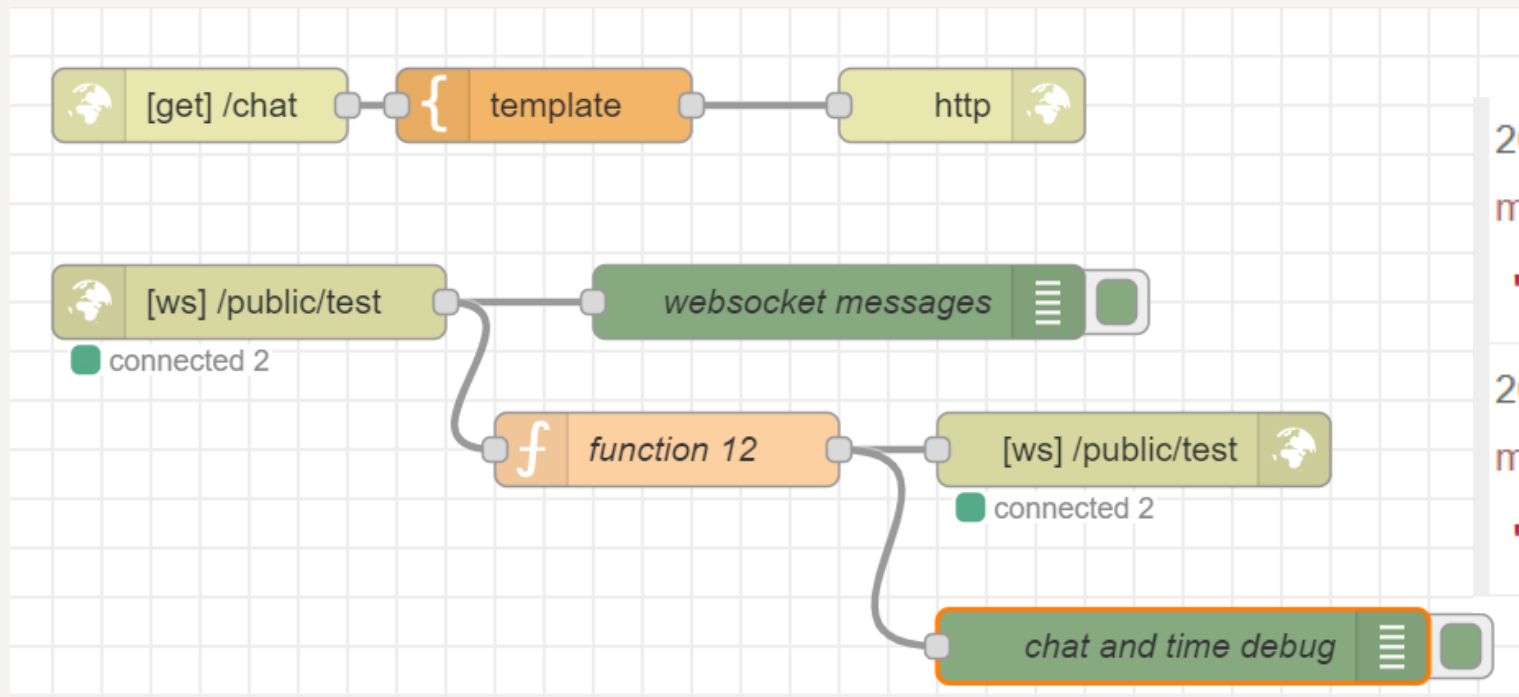 [get] /chat
template
http
[ws] /public/test
websocket messages
connected 2
function 12
[ws] /public/test
connected 2
chat and time debug